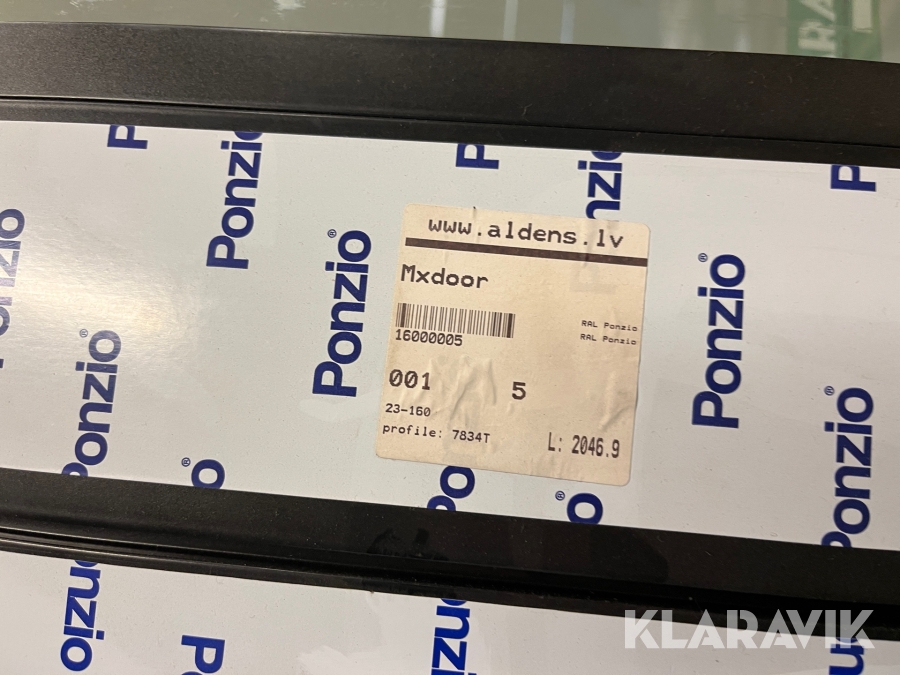 www.aldens.lv
Mxdoor
16000005
RAL Ponzio
RAL Ponzio
001 5
23-160
profile: 7834T
L: 2046.9
Ponzio®
Ponzio®
Ponzio®
Ponzio®
Ponzio®
Ponzio
KLARAVIK